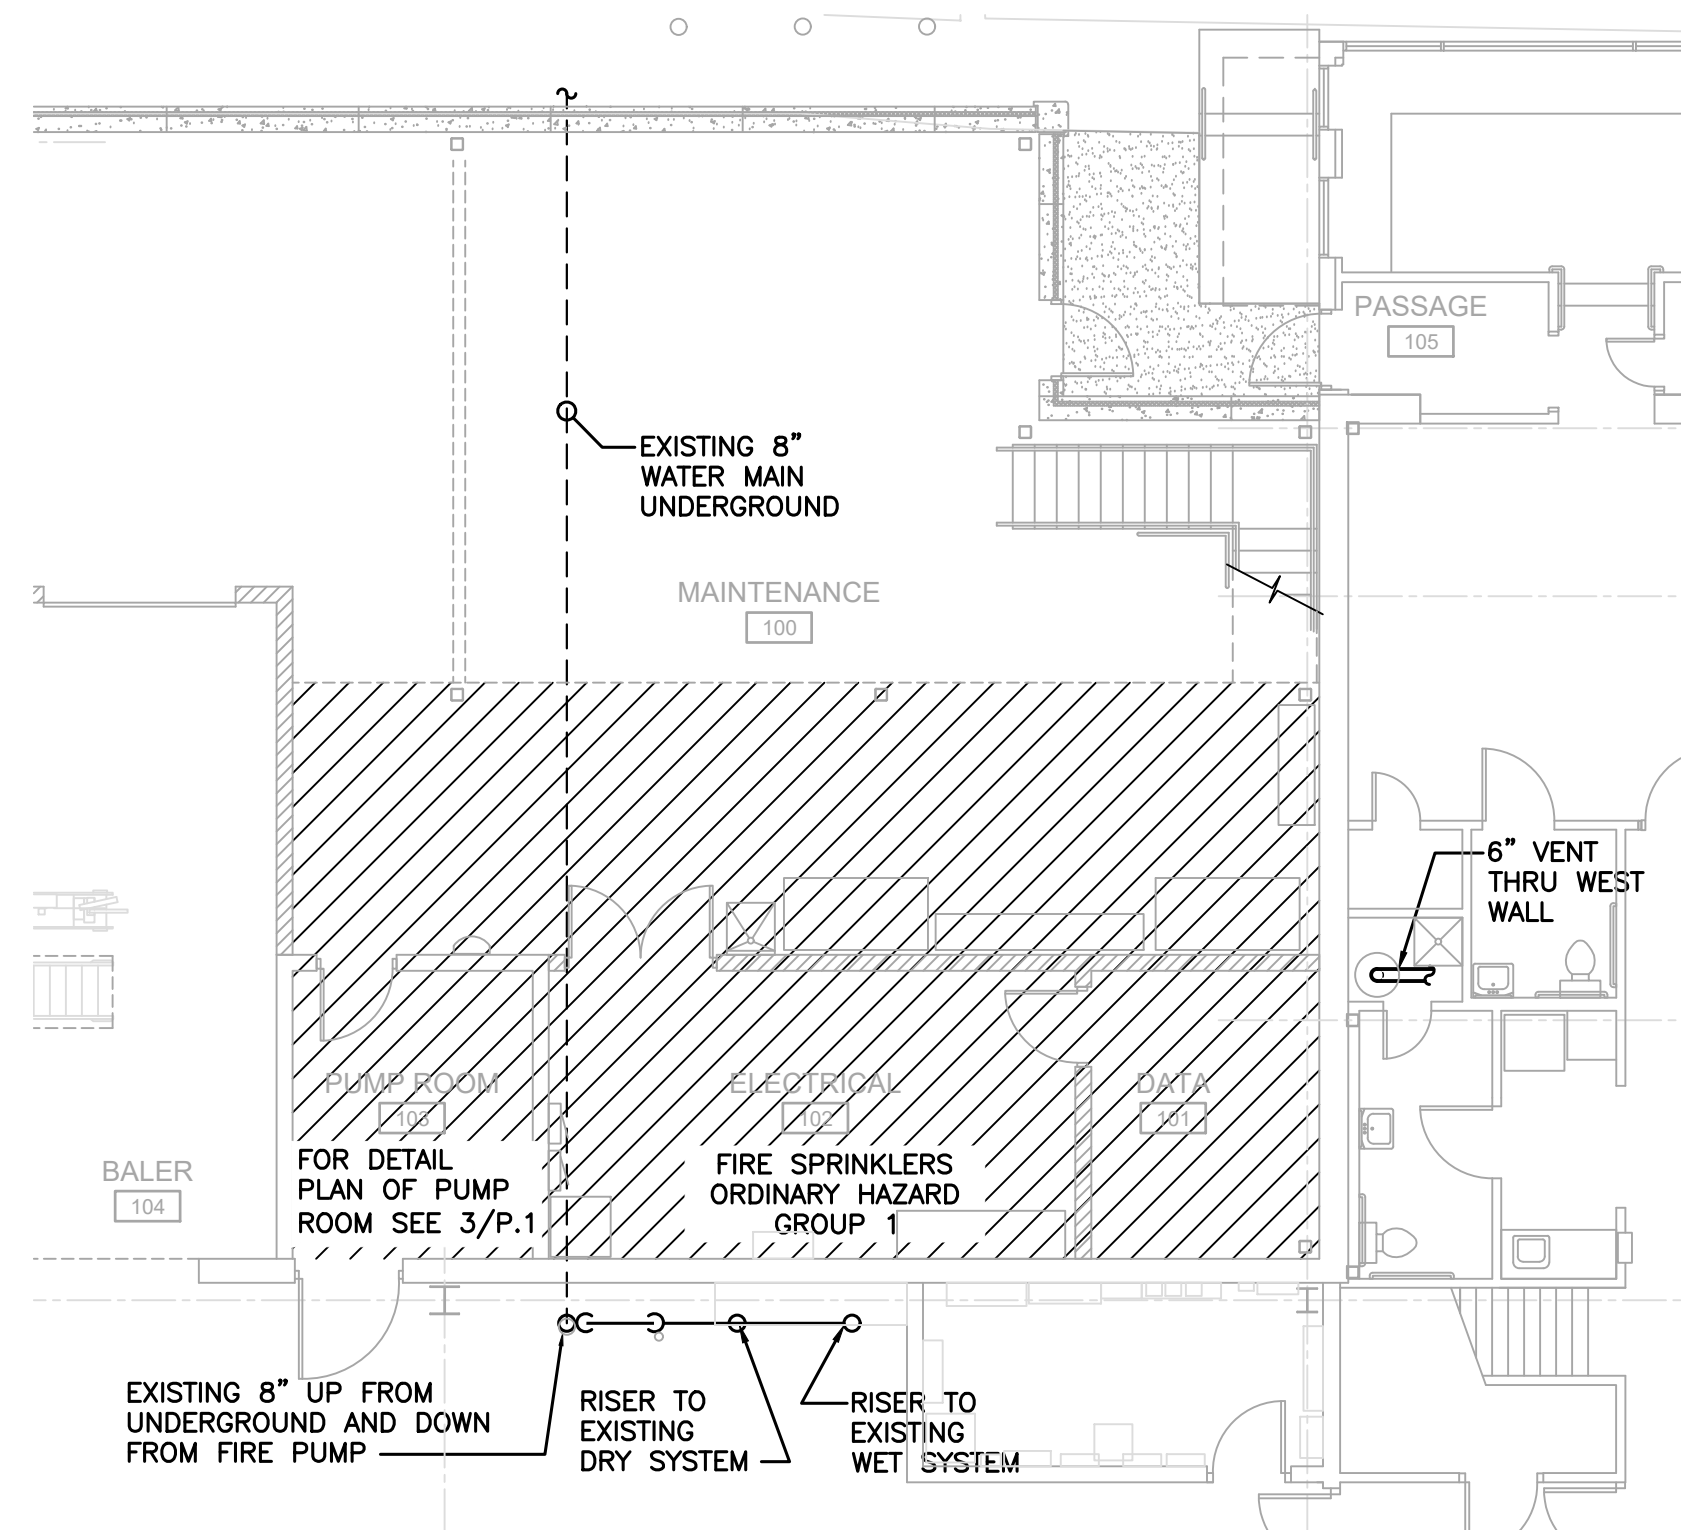 PASSAGE
105
EXISTING 8”
WATER MAIN
UNDERGROUND
MAINTENANCE
100
6” VENT
THRU WEST
WALL
PUMP ROOM
103
ELECTRICAL
102
DATA
101
BALER
104
FOR DETAIL
PLAN OF PUMP
ROOM SEE 3/P.1
FIRE SPRINKLERS
ORDINARY HAZARD
GROUP 1
EXISTING 8” UP FROM
UNDERGROUND AND DOWN
FROM FIRE PUMP
RISER TO
EXISTING
DRY SYSTEM
RISER TO
EXISTING
WET SYSTEM